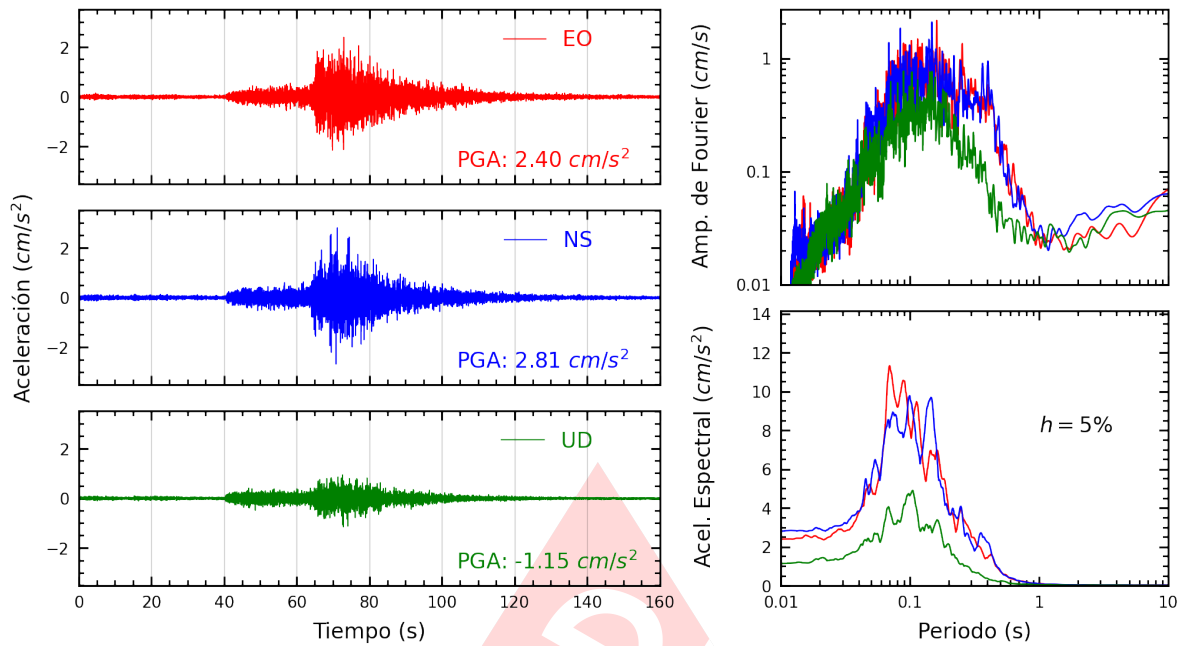 Aceleración (cm/s²)
2
0
−2
EO
PGA: 2.40 cm/s²
2
0
−2
NS
PGA: 2.81 cm/s²
2
0
−2
UD
PGA: -1.15 cm/s²
0 20 40 60 80 100 120 140 160
Tiempo (s)
Amp. de Fourier (cm/s)
1
0.1
0.01
Acel. Espectral (cm/s²)
14
12
10
8
6
4
2
0
h = 5%
0.01 0.1 1 10
Periodo (s)